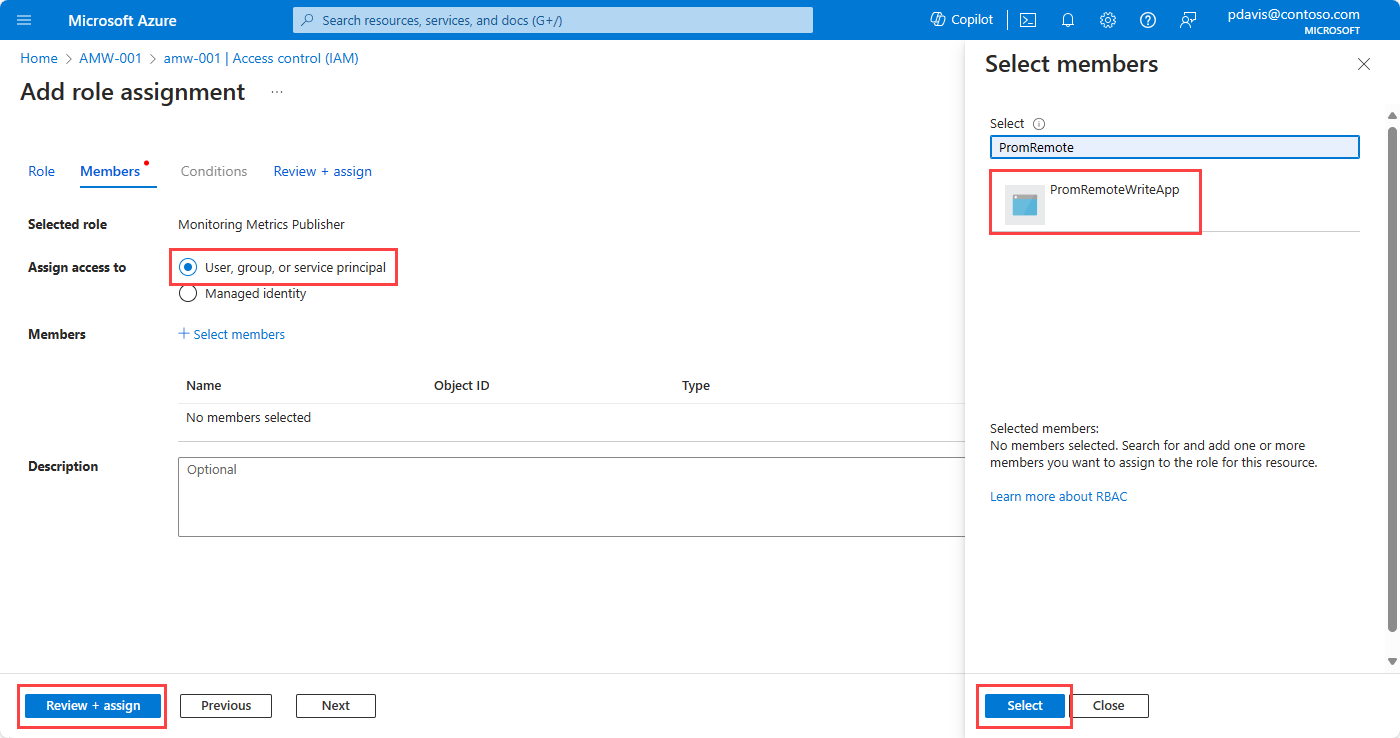 Microsoft Azure
Search resources, services, and docs (G+/)
Copilot
pdavis@contoso.com
MICROSOFT
Home > AMW-001 > amw-001 | Access control (IAM)
Add role assignment ...
Role
Members
Conditions
Review + assign
Selected role
Monitoring Metrics Publisher
Assign access to
User, group, or service principal
Managed identity
Members
+ Select members
Name
Object ID
Type
No members selected
Description
Optional
Review + assign
Previous
Next
Select members
Select
PromRemote
PromRemoteWriteApp
Selected members:
No members selected. Search for and add one or more
members you want to assign to the role for this resource.
Learn more about RBAC
Select
Close